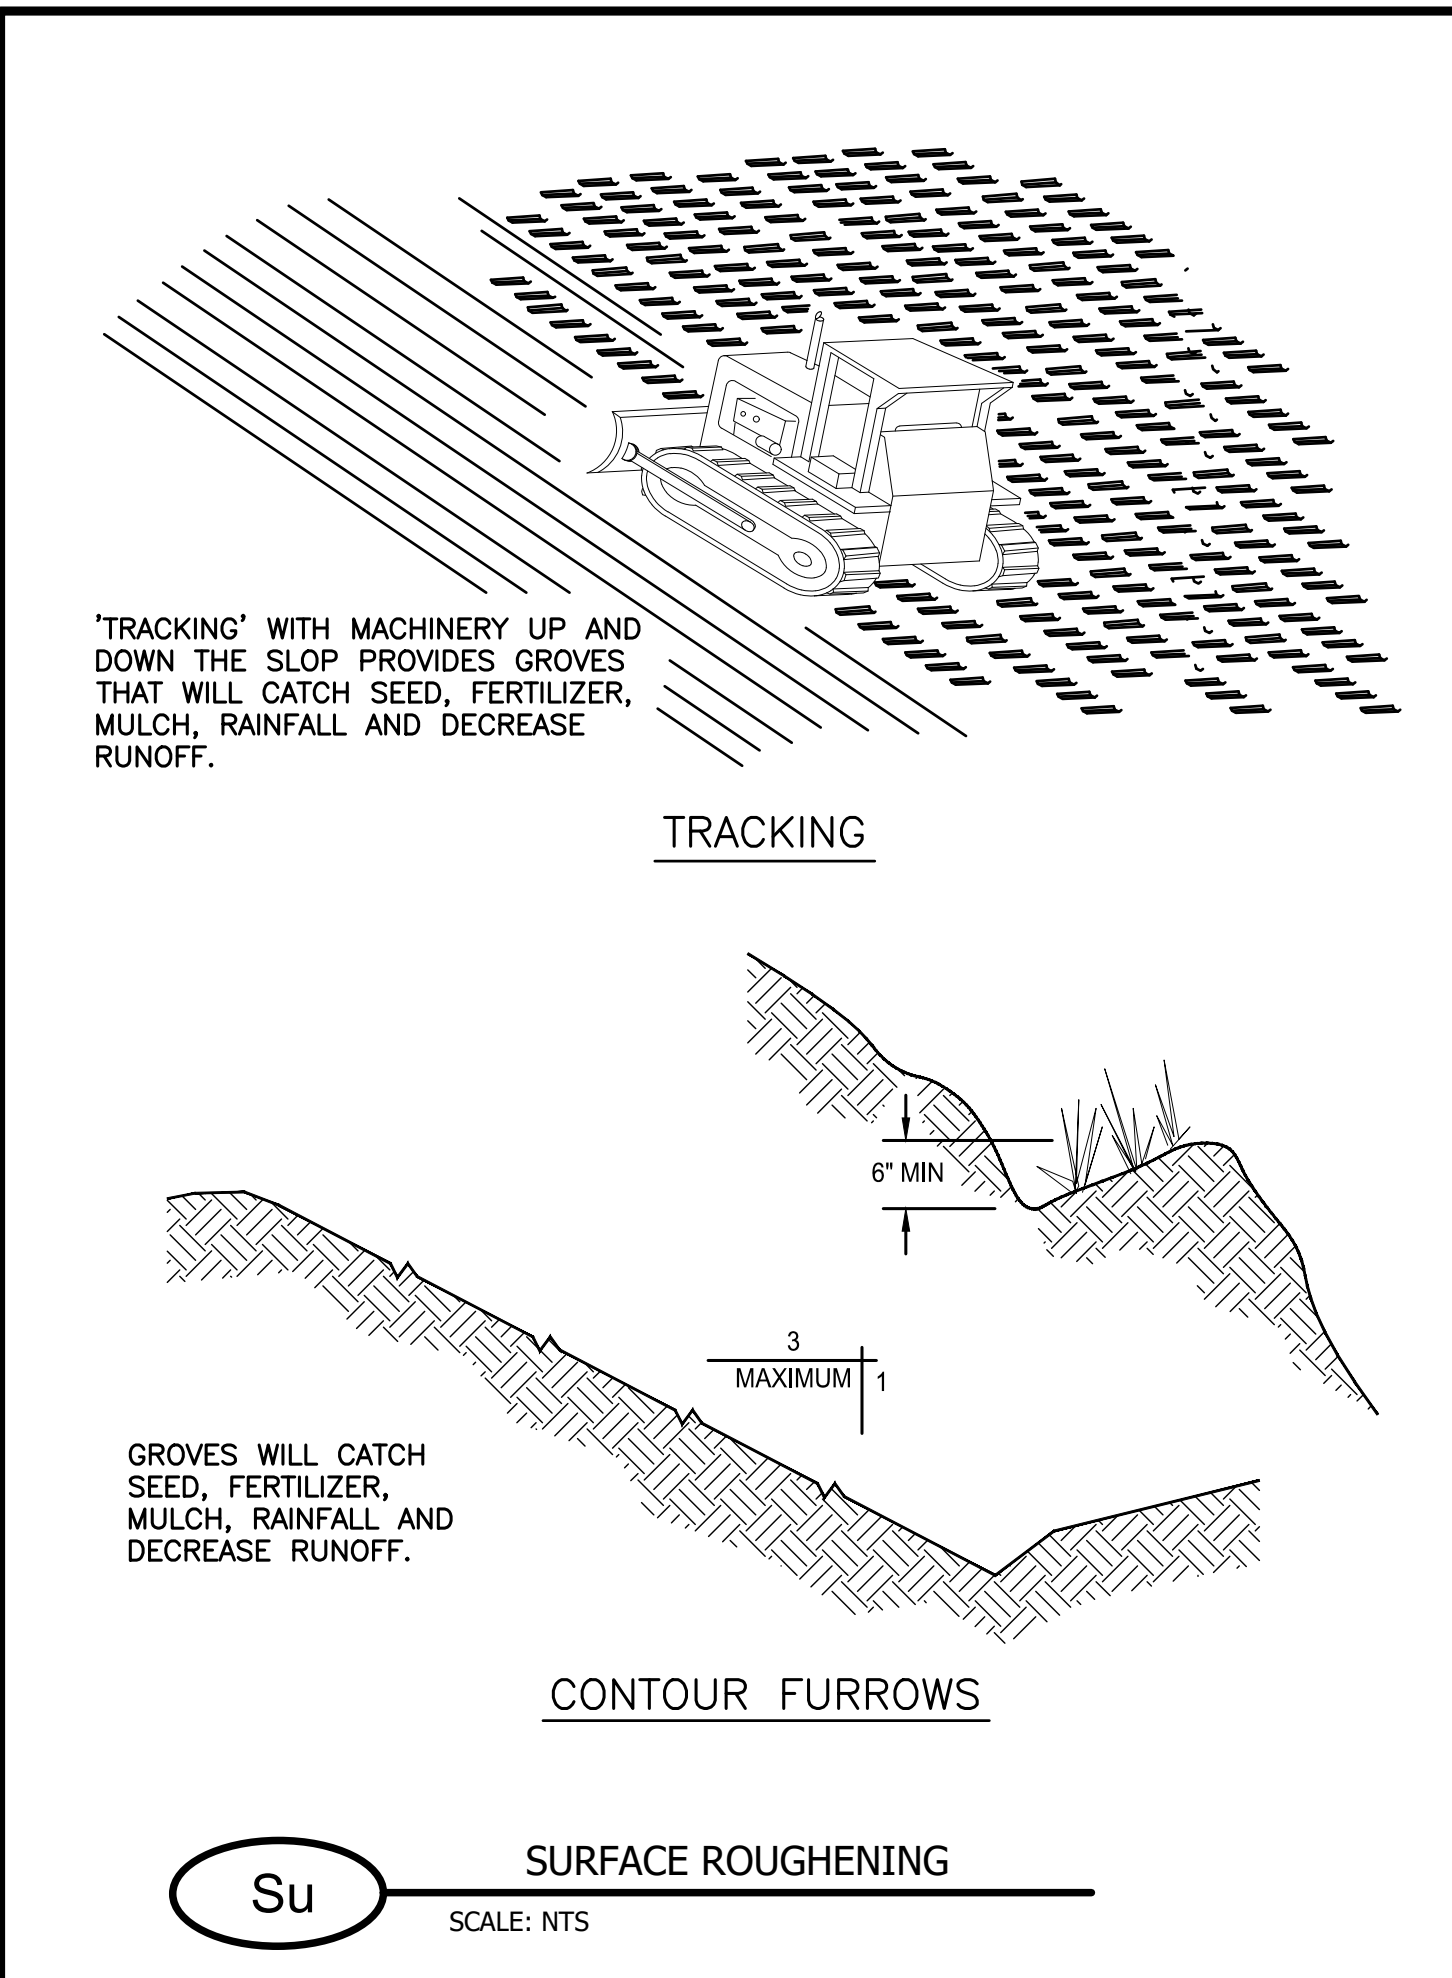 'TRACKING' WITH MACHINERY UP AND
DOWN THE SLOP PROVIDES GROVES
THAT WILL CATCH SEED, FERTILIZER,
MULCH, RAINFALL AND DECREASE
RUNOFF.
TRACKING
6" MIN
3
MAXIMUM
1
GROVES WILL CATCH
SEED, FERTILIZER,
MULCH, RAINFALL AND
DECREASE RUNOFF.
CONTOUR FURROWS
Su
SURFACE ROUGHENING
SCALE: NTS